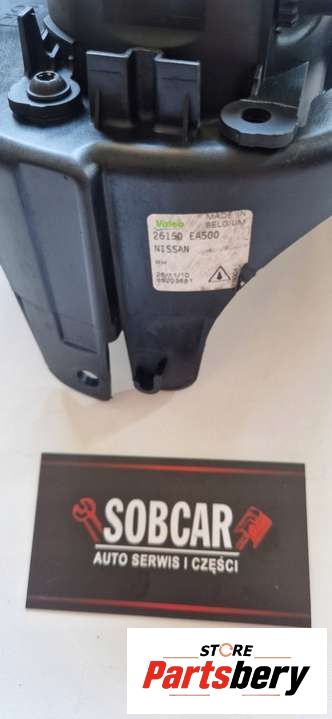 Valeo
MADE IN
BELGIUM
26150 EA500
NISSAN
SOBCAR
AUTO SERWIS I CZĘŚCI
STORE
Partsbery